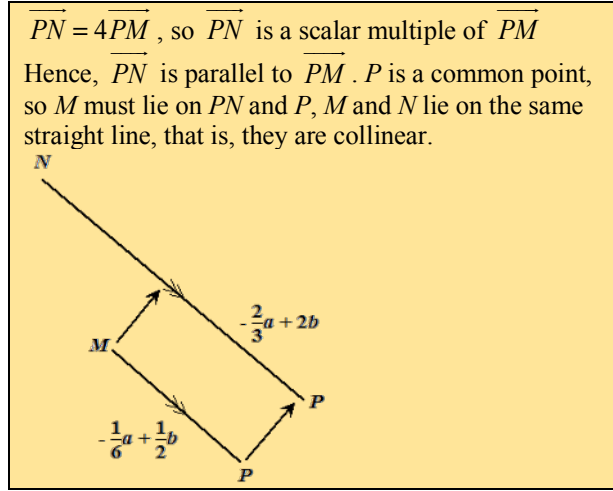 PN = 4PM , so PN is a scalar multiple of PM
Hence, PN is parallel to PM . P is a common point,
so M must lie on PN and P, M and N lie on the same
straight line, that is, they are collinear.
N
-2/3a + 2b
M
P
-1/6a + 1/2b
P